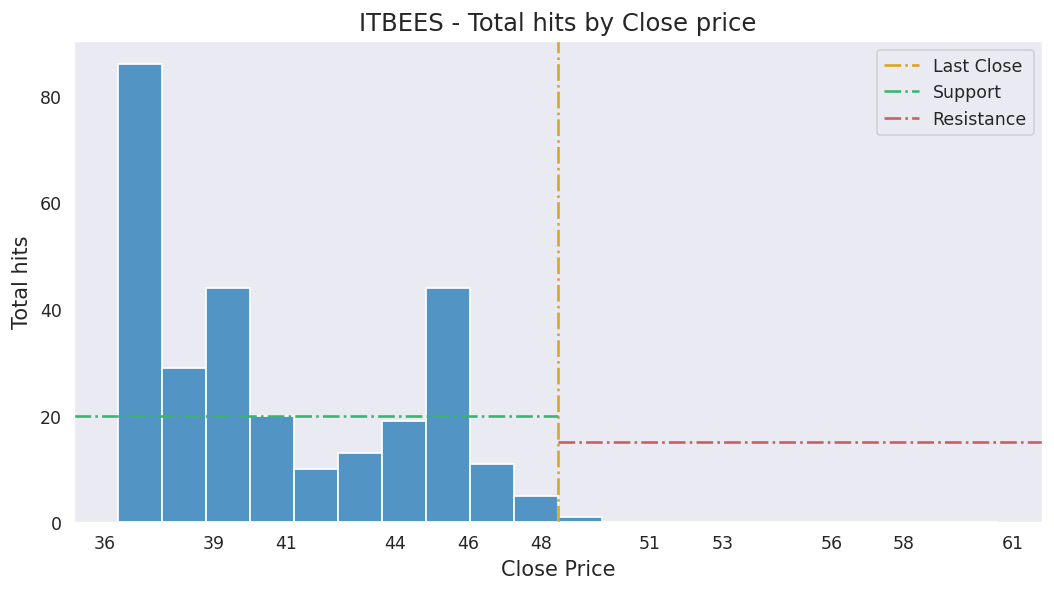 ITBEES - Total hits by Close price
Last Close
Support
Resistance
Total hits
80
60
40
20
0
36 39 41 44 46 48 51 53 56 58 61
Close Price